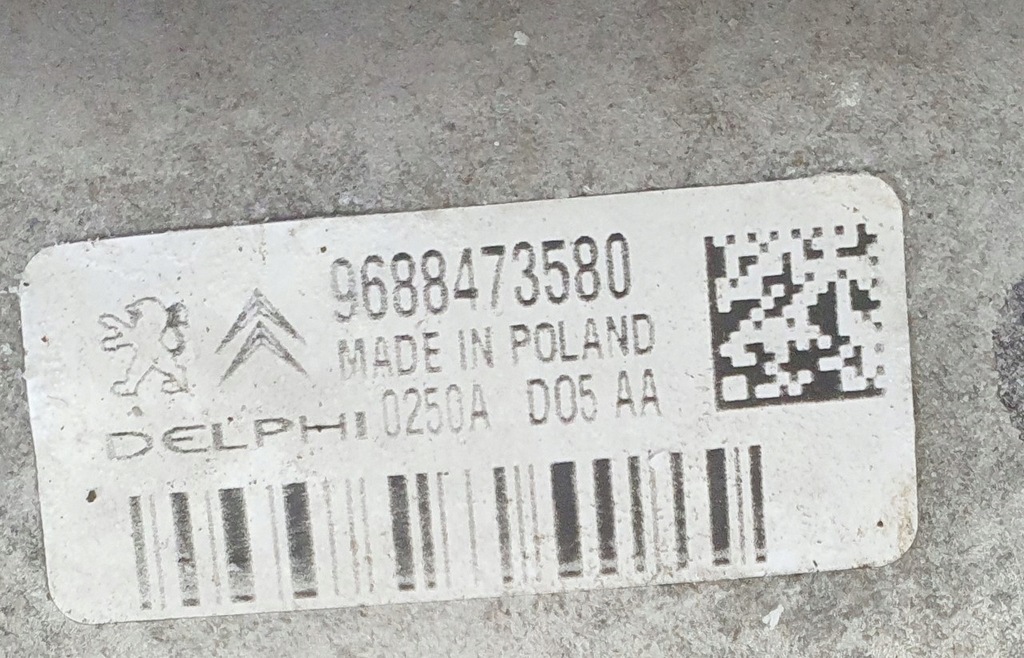 9688473580
MADE IN POLAND
DELPHI 0250A D05 AA